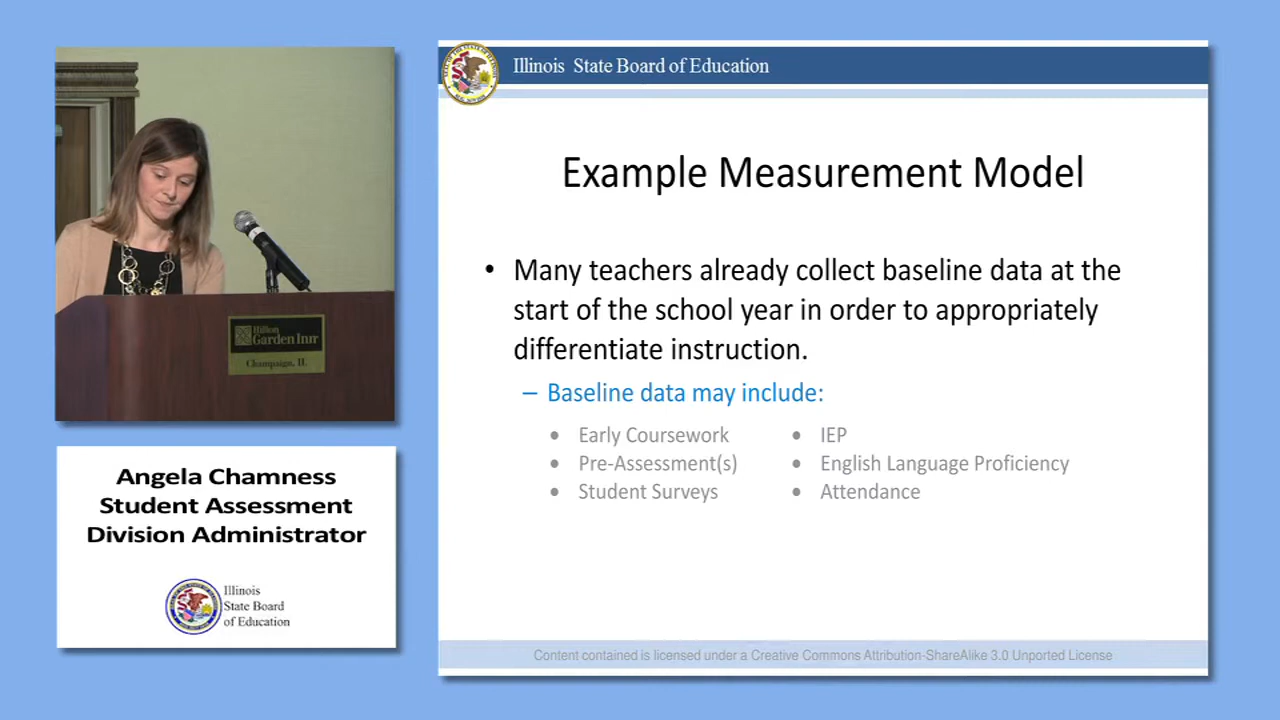 Illinois State Board of Education
Example Measurement Model
• Many teachers already collect baseline data at the
start of the school year in order to appropriately
differentiate instruction.
– Baseline data may include:
• Early Coursework
• Pre-Assessment(s)
• Student Surveys
• IEP
• English Language Proficiency
• Attendance
Content contained is licensed under a Creative Commons Attribution-ShareAlike 3.0 Unported License
Hilton
Garden Inn
Champaign, IL
Angela Chamness
Student Assessment
Division Administrator
Illinois
State Board
of Education